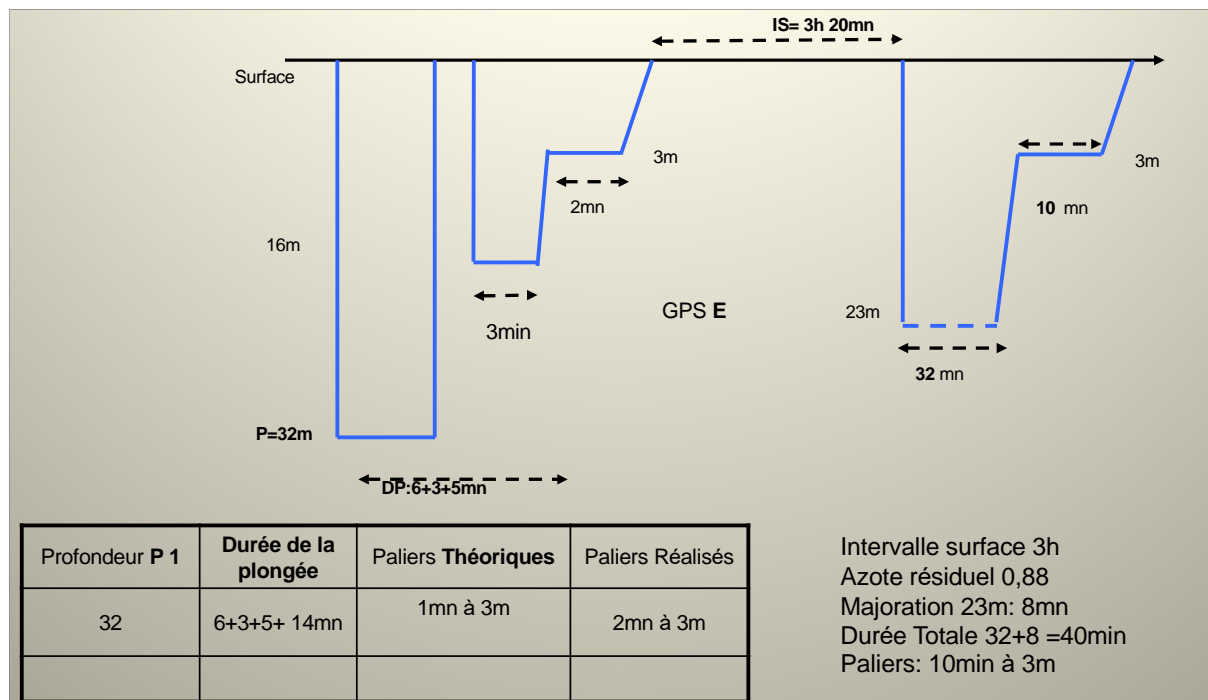 IS= 3h 20mn
Surface
3m
3m
2mn
10 mn
16m
GPS E
23m
3min
32 mn
P=32m
DP:6+3+5mn
Profondeur P 1
Durée de la
plongée
Paliers Théoriques
Paliers Réalisés
32
6+3+5+ 14mn
1mn à 3m
2mn à 3m
Intervalle surface 3h
Azote résiduel 0,88
Majoration 23m: 8mn
Durée Totale 32+8 =40min
Paliers: 10min à 3m